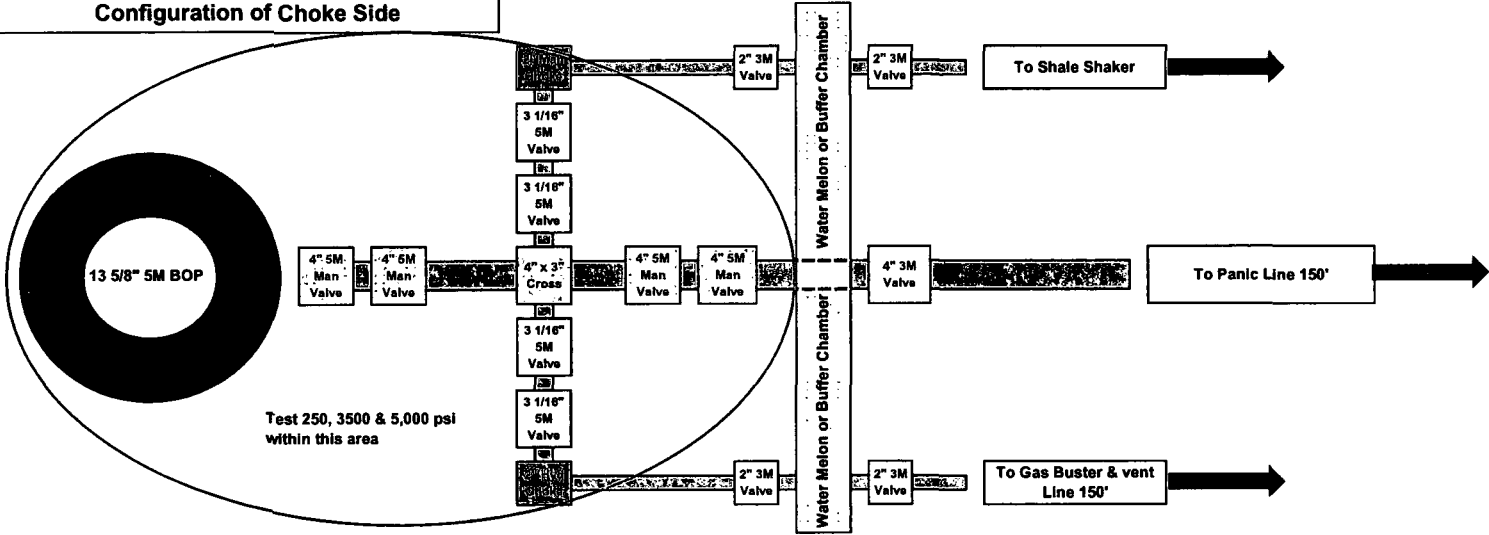 Configuration of Choke Side
2" 3M
Valve
Water Melon or Buffer Chamber
2" 3M
Valve
To Shale Shaker
3 1/16"
5M
Valve
3 1/16"
5M
Valve
13 5/8" 5M BOP
4" 5M
Man
Valve
4" 5M
Man
Valve
4" x 3"
Cross
4" 5M
Man
Valve
4" 5M
Man
Valve
4" 3M
Valve
To Panic Line 150'
3 1/16"
5M
Valve
3 1/16"
5M
Valve
Water Melon or Buffer Chamber
Test 250, 3500 & 5,000 psi
within this area
2" 3M
Valve
2" 3M
Valve
To Gas Buster & vent
Line 150'